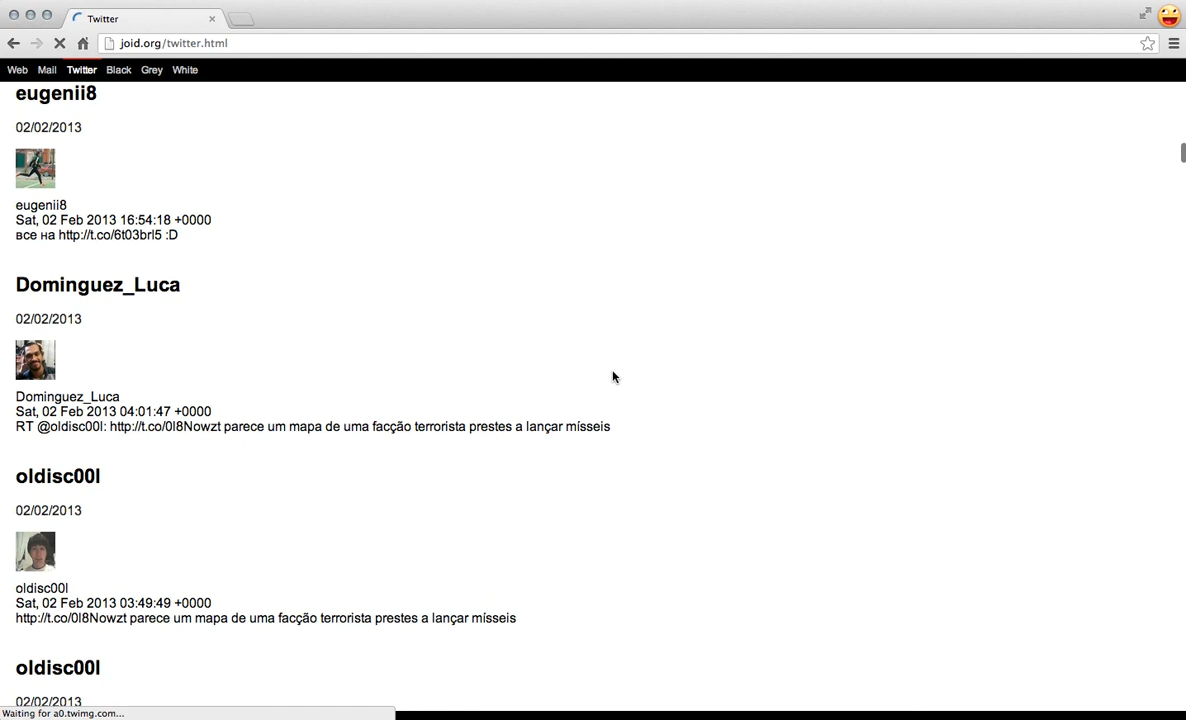 Twitter
joid.org/twitter.html
Web Mail Twitter Black Grey White
eugenii8
02/02/2013
eugenii8
Sat, 02 Feb 2013 16:54:18 +0000
все на http://t.co/6t03brI5 :D
Dominguez_Luca
02/02/2013
Dominguez_Luca
Sat, 02 Feb 2013 04:01:47 +0000
RT @oldisc00l: http://t.co/0l8Nowzt parece um mapa de uma facção terrorista prestes a lançar mísseis
oldisc00l
02/02/2013
oldisc00l
Sat, 02 Feb 2013 03:49:49 +0000
http://t.co/0l8Nowzt parece um mapa de uma facção terrorista prestes a lançar mísseis
oldisc00l
02/02/2013
Waiting for a0.twimg.com...